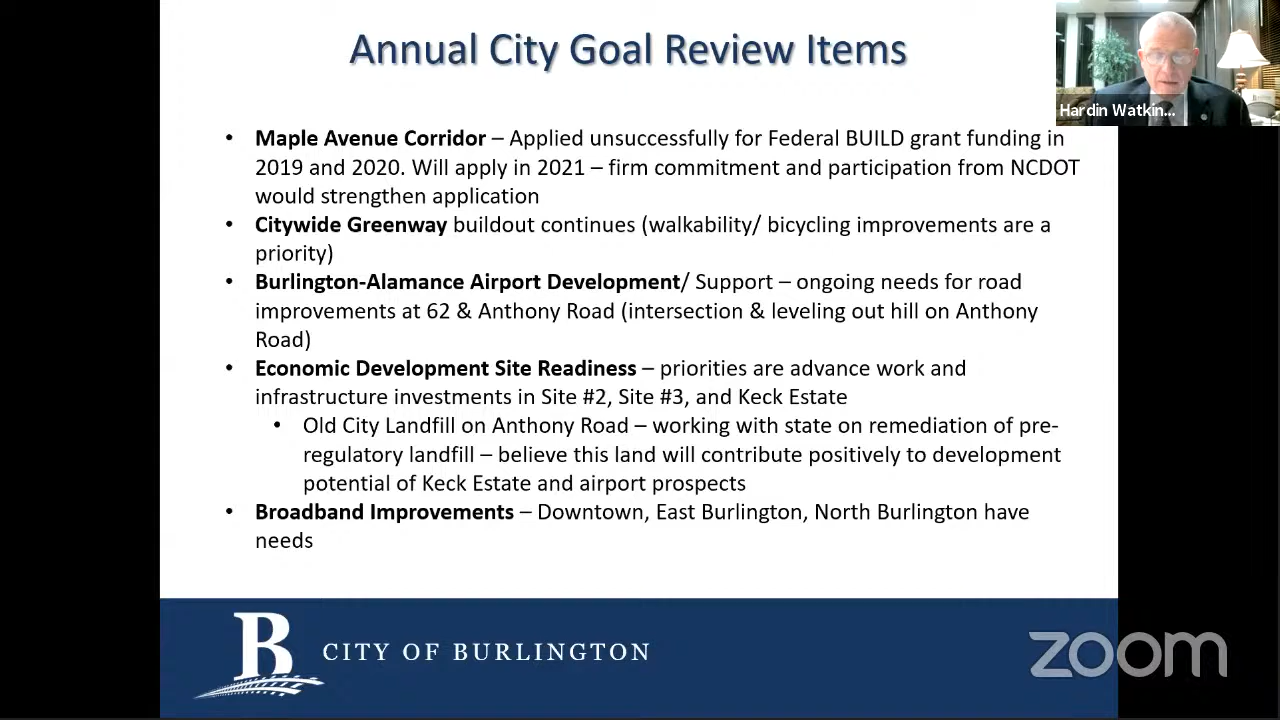 Annual City Goal Review Items
Hardin Watkin...
• Maple Avenue Corridor – Applied unsuccessfully for Federal BUILD grant funding in
2019 and 2020. Will apply in 2021 – firm commitment and participation from NCDOT
would strengthen application
• Citywide Greenway buildout continues (walkability/ bicycling improvements are a
priority)
• Burlington-Alamance Airport Development/ Support – ongoing needs for road
improvements at 62 & Anthony Road (intersection & leveling out hill on Anthony
Road)
• Economic Development Site Readiness – priorities are advance work and
infrastructure investments in Site #2, Site #3, and Keck Estate
• Old City Landfill on Anthony Road – working with state on remediation of pre-
regulatory landfill – believe this land will contribute positively to development
potential of Keck Estate and airport prospects
• Broadband Improvements – Downtown, East Burlington, North Burlington have
needs
B CITY OF BURLINGTON
zoom